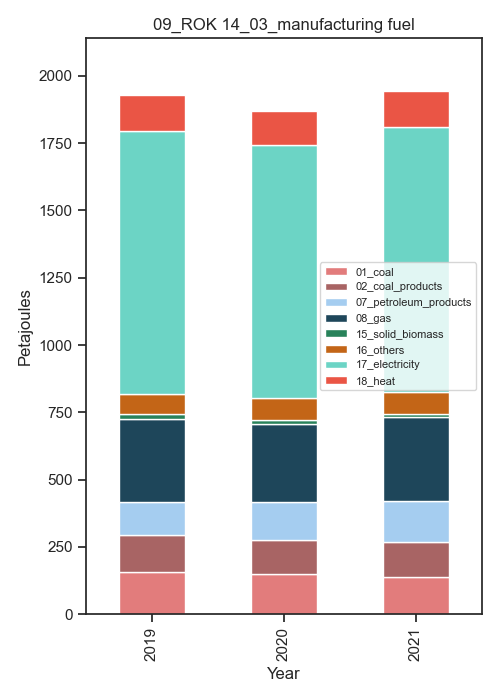 09_ROK 14_03_manufacturing fuel
2000
1750
1500
1250
1000
750
500
250
0
Petajoules
01_coal
02_coal_products
07_petroleum_products
08_gas
15_solid_biomass
16_others
17_electricity
18_heat
2019
2020
2021
Year